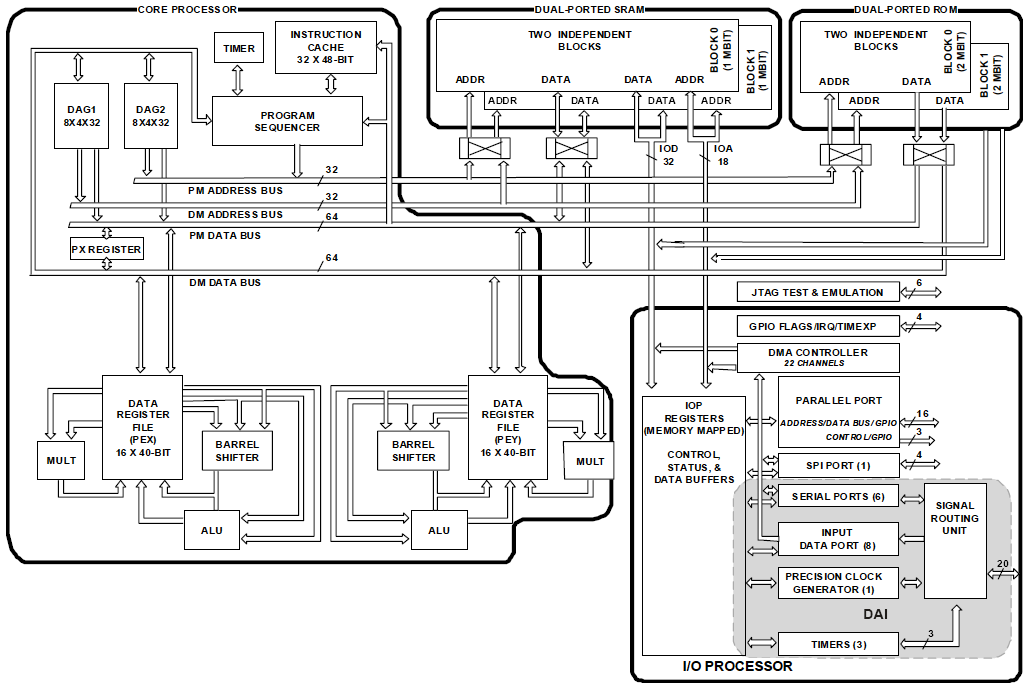 CORE PROCESSOR
DUAL-PORTED SRAM
DUAL-PORTED ROM
TIMER
INSTRUCTION
CACHE
32 X 48-BIT
TWO INDEPENDENT
BLOCKS
BLOCK 0
(1 MBIT)
BLOCK 1
(1 MBIT)
ADDR
DATA
DATA
ADDR
ADDR
DATA
DATA
ADDR
TWO INDEPENDENT
BLOCKS
BLOCK 0
(2 MBIT)
BLOCK 1
(2 MBIT)
ADDR
DATA
ADDR
DATA
DAG1
8X4X32
DAG2
8X4X32
PROGRAM
SEQUENCER
IOD
32
IOA
18
32
PM ADDRESS BUS
32
DM ADDRESS BUS
64
PM DATA BUS
PX REGISTER
64
DM DATA BUS
JTAG TEST & EMULATION
6
GPIO FLAGS/IRQ/TIMEXP
4
DMA CONTROLLER
22 CHANNELS
DATA
REGISTER
FILE
(PEX)
16 X 40-BIT
MULT
BARREL
SHIFTER
ALU
BARREL
SHIFTER
DATA
REGISTER
FILE
(PEY)
16 X 40-BIT
MULT
ALU
IOP
REGISTERS
(MEMORY MAPPED)
CONTROL,
STATUS, &
DATA BUFFERS
PARALLEL PORT
ADDRESS/DATA BUS/GPIO
CONTROL/GPIO
16
3
SPI PORT (1)
4
SERIAL PORTS (6)
SIGNAL
ROUTING
UNIT
INPUT
DATA PORT (8)
20
PRECISION CLOCK
GENERATOR (1)
DAI
TIMERS (3)
3
I/O PROCESSOR